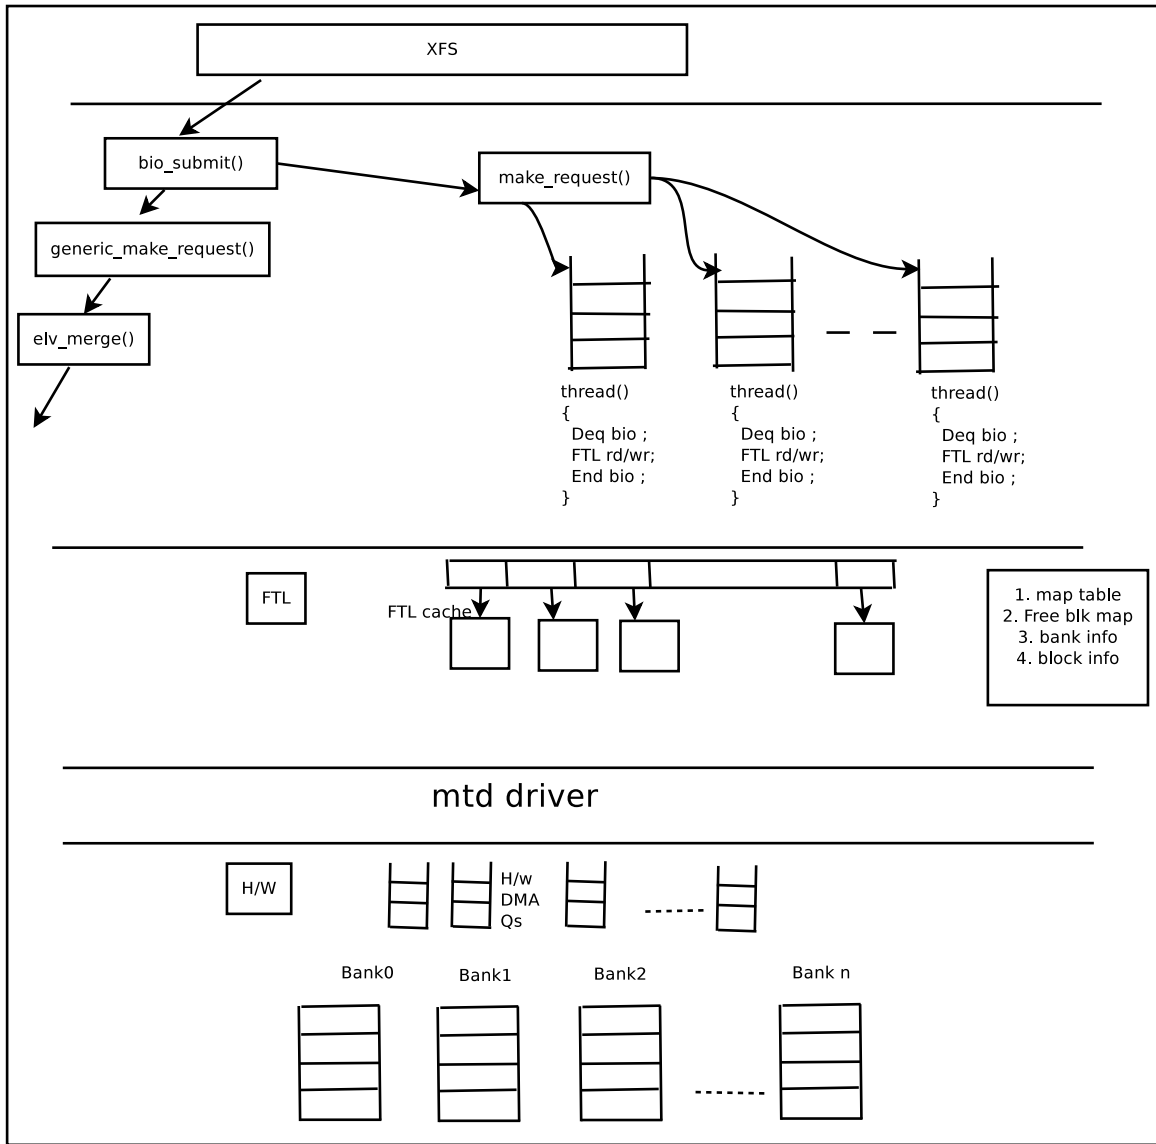 XFS
bio_submit()
make_request()
generic_make_request()
elv_merge()
thread()
{
Deq bio ;
FTL rd/wr;
End bio ;
}
thread()
{
Deq bio ;
FTL rd/wr;
End bio ;
}
thread()
{
Deq bio ;
FTL rd/wr;
End bio ;
}
FTL
FTL cache
1. map table
2. Free blk map
3. bank info
4. block info
mtd driver
H/W
H/w
DMA
Qs
Bank0
Bank1
Bank2
Bank n